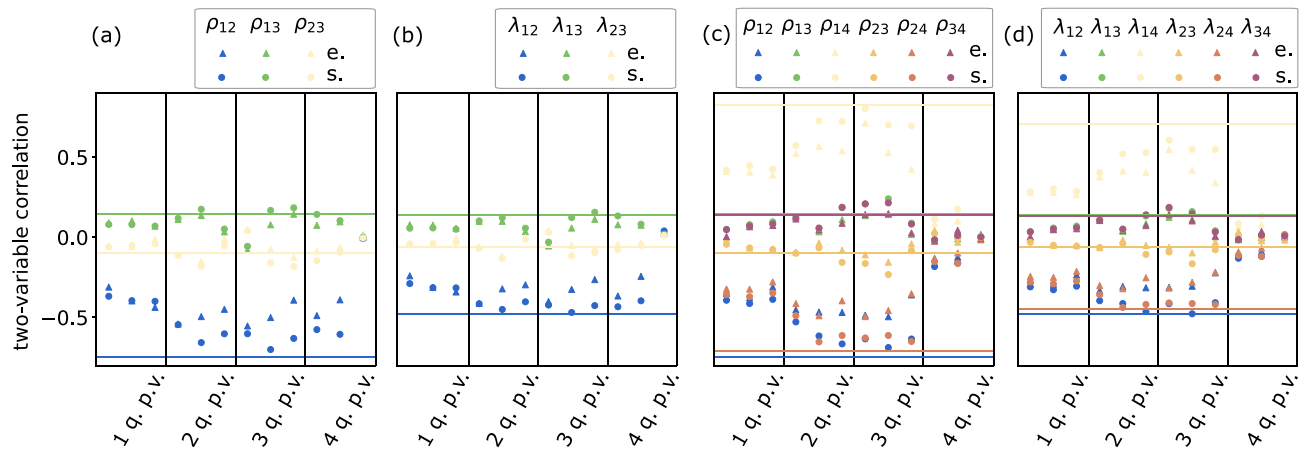 (a)
ρ12 ρ13 ρ23
e.
s.
(b)
λ12 λ13 λ23
e.
s.
(c)
ρ12 ρ13 ρ14 ρ23 ρ24 ρ34
e.
s.
(d)
λ12 λ13 λ14 λ23 λ24 λ34
e.
s.
two-variable correlation
0.5
0.0
−0.5
1 q. p.v.
2 q. p.v.
3 q. p.v.
4 q. p.v.
1 q. p.v.
2 q. p.v.
3 q. p.v.
4 q. p.v.
1 q. p.v.
2 q. p.v.
3 q. p.v.
4 q. p.v.
1 q. p.v.
2 q. p.v.
3 q. p.v.
4 q. p.v.